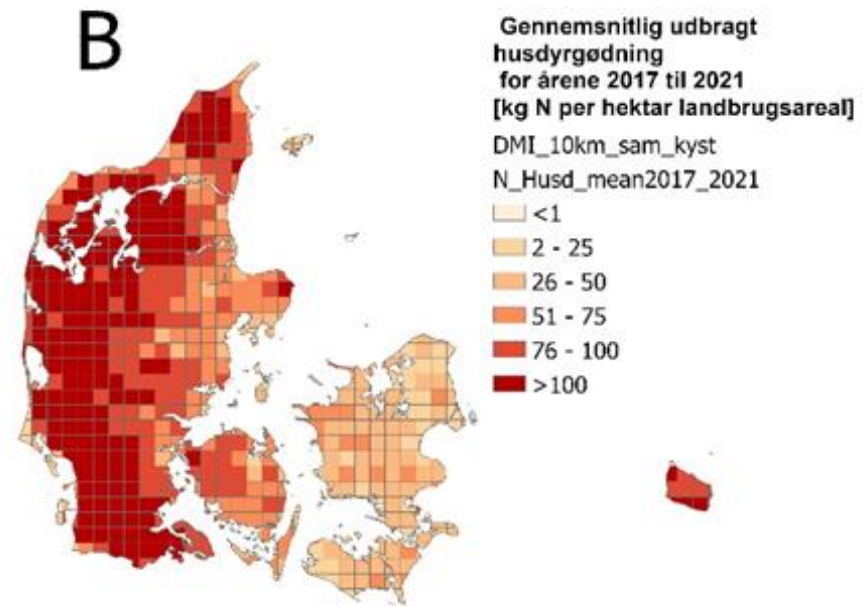 B
Gennemsnitlig udbragt
husdyrgødning
for årene 2017 til 2021
[kg N per hektar landbrugsareal]
DMI_10km_sam_kyst
N_Husd_mean2017_2021
<1
2 - 25
26 - 50
51 - 75
76 - 100
>100